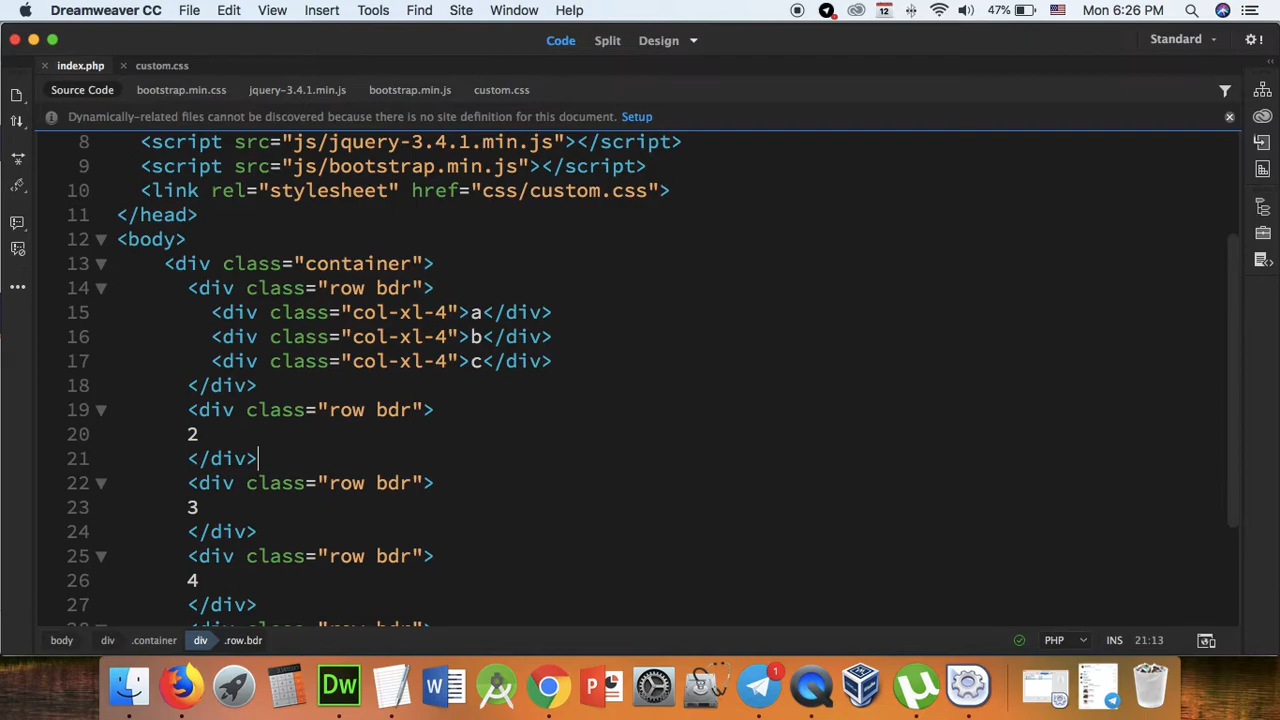 Dreamweaver CC File Edit View Insert Tools Find Site Window Help 12 47% Mon 6:26 PM
Code Split Design Standard
index.php custom.css
Source Code bootstrap.min.css jquery-3.4.1.min.js bootstrap.min.js custom.css
Dynamically-related files cannot be discovered because there is no site definition for this document. Setup
8 <script src="js/jquery-3.4.1.min.js"></script>
9 <script src="js/bootstrap.min.js"></script>
10 <link rel="stylesheet" href="css/custom.css">
11 </head>
12 <body>
13 <div class="container">
14 <div class="row bdr">
15 <div class="col-xl-4">a</div>
16 <div class="col-xl-4">b</div>
17 <div class="col-xl-4">c</div>
18 </div>
19 <div class="row bdr">
20 2
21 </div>
22 <div class="row bdr">
23 3
24 </div>
25 <div class="row bdr">
26 4
27 </div>
body div .container div .row.bdr PHP INS 21:13
Dw W P 1